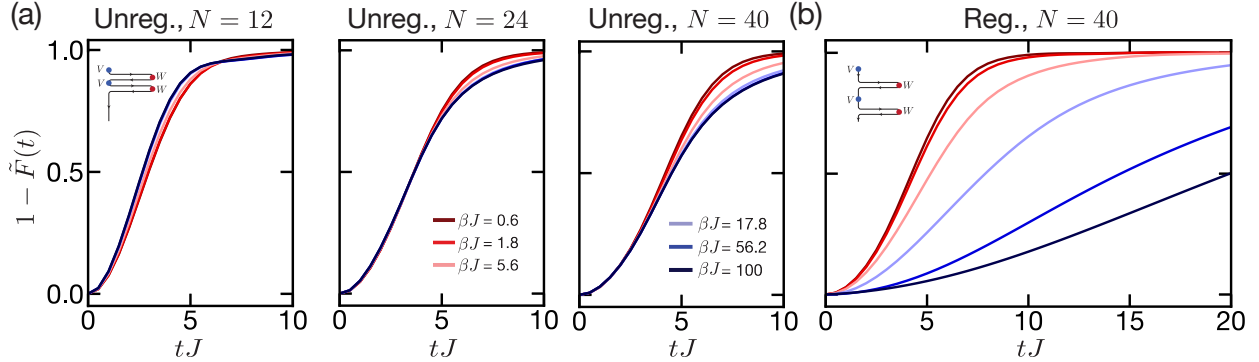 (a) Unreg., N = 12
Unreg., N = 24
Unreg., N = 40
(b) Reg., N = 40
1 − F̃(t)
1.0
0.5
0.0
V
V
W
W
0
5
10
tJ
βJ = 0.6
βJ = 1.8
βJ = 5.6
0
5
10
tJ
βJ = 17.8
βJ = 56.2
βJ = 100
0
5
10
tJ
V
V
W
W
0
5
10
15
20
tJ